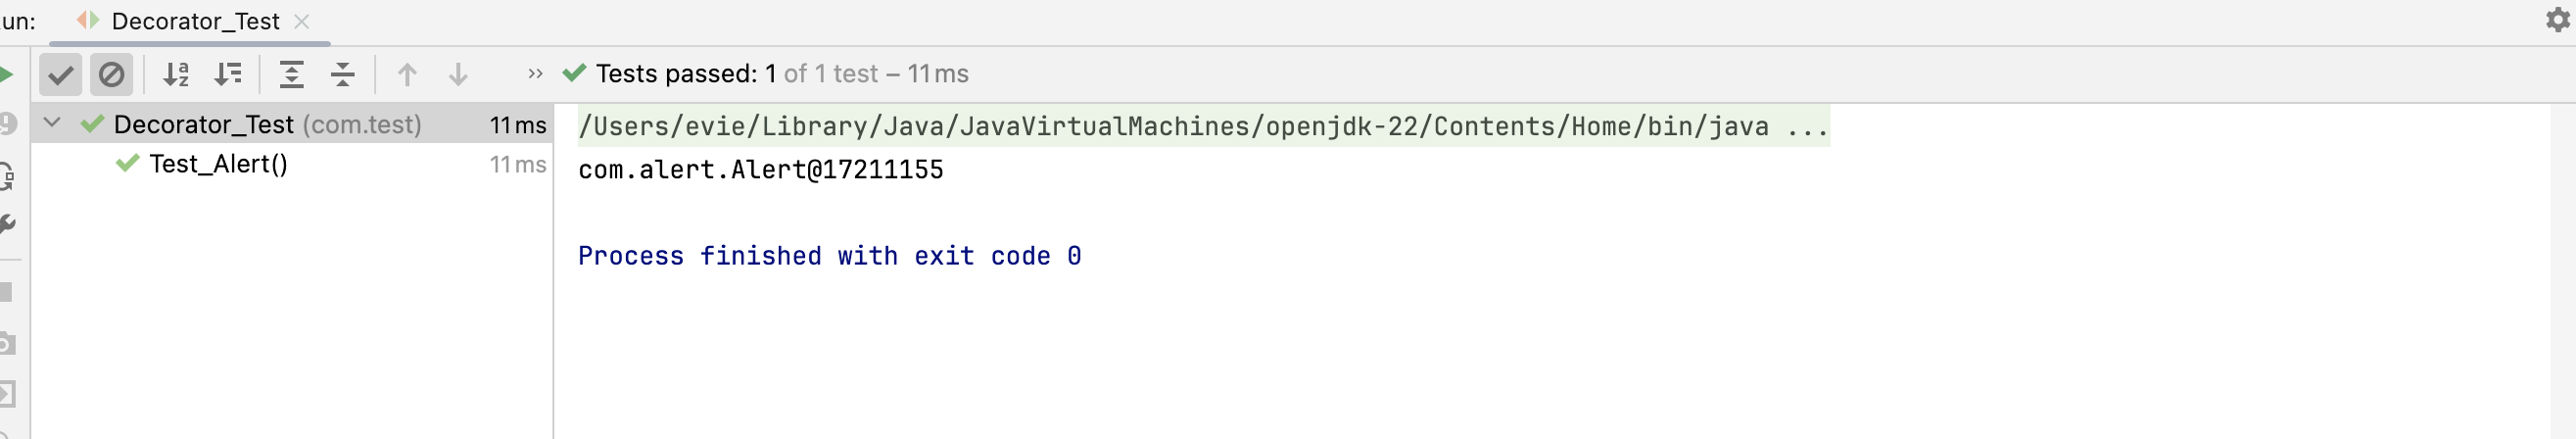 un:
Decorator_Test
Tests passed: 1 of 1 test – 11 ms
Decorator_Test (com.test) 11 ms
Test_Alert() 11 ms
/Users/evie/Library/Java/JavaVirtualMachines/openjdk-22/Contents/Home/bin/java ...
com.alert.Alert@17211155
Process finished with exit code 0